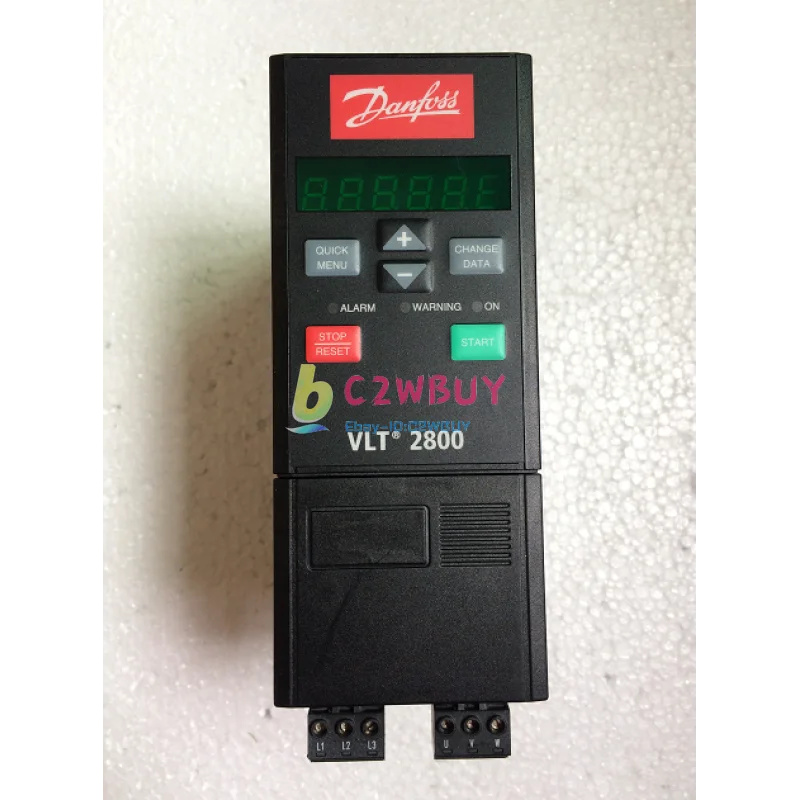 Danfoss
QUICK
MENU
+
CHANGE
DATA
−
ALARM
WARNING
ON
STOP
RESET
START
b C2WBUY
Ebay-ID:C2WBUY
VLT® 2800
L1 L2 L3
U V W